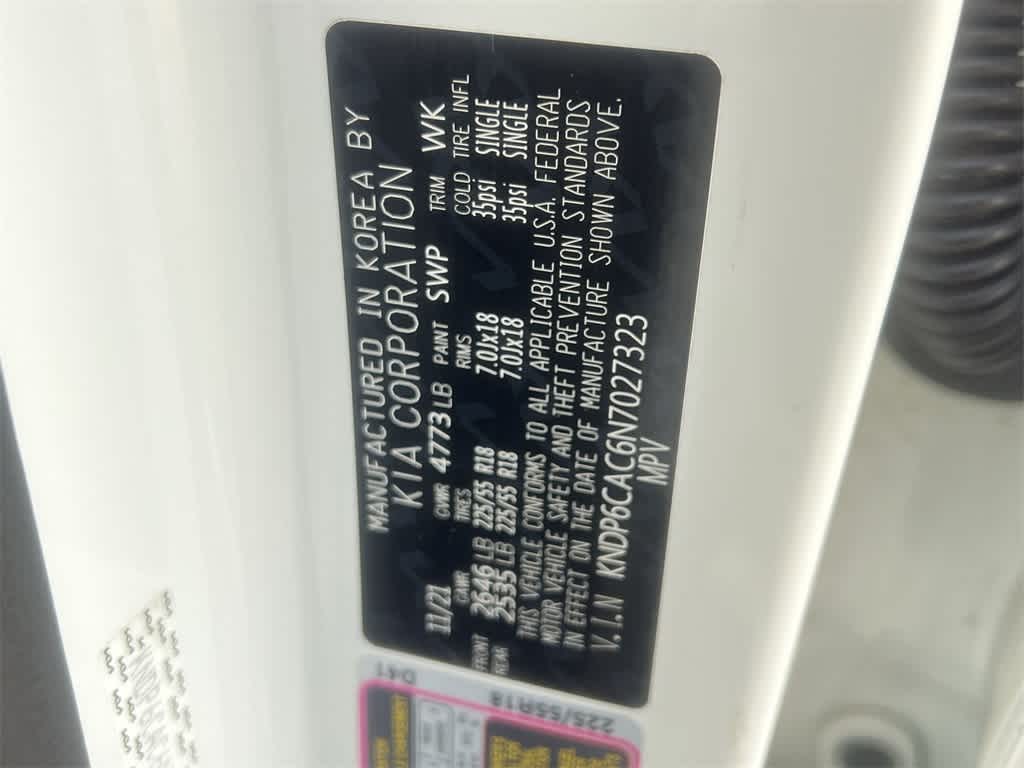 MANUFACTURED IN KOREA BY
KIA CORPORATION
11/21 GVWR 4773 LB PAINT SWP TRIM WK
GAWR TIRES RIMS COLD TIRE INFL
FRONT 2646 LB 225/55 R18 7.0Jx18 35psi SINGLE
REAR 2535 LB 225/55 R18 7.0Jx18 35psi SINGLE
THIS VEHICLE CONFORMS TO ALL APPLICABLE U.S.A. FEDERAL
MOTOR VEHICLE SAFETY AND THEFT PREVENTION STANDARDS
IN EFFECT ON THE DATE OF MANUFACTURE SHOWN ABOVE.
V.I.N KNDP6CAC6N7027323
MPV
D41
225/55R18